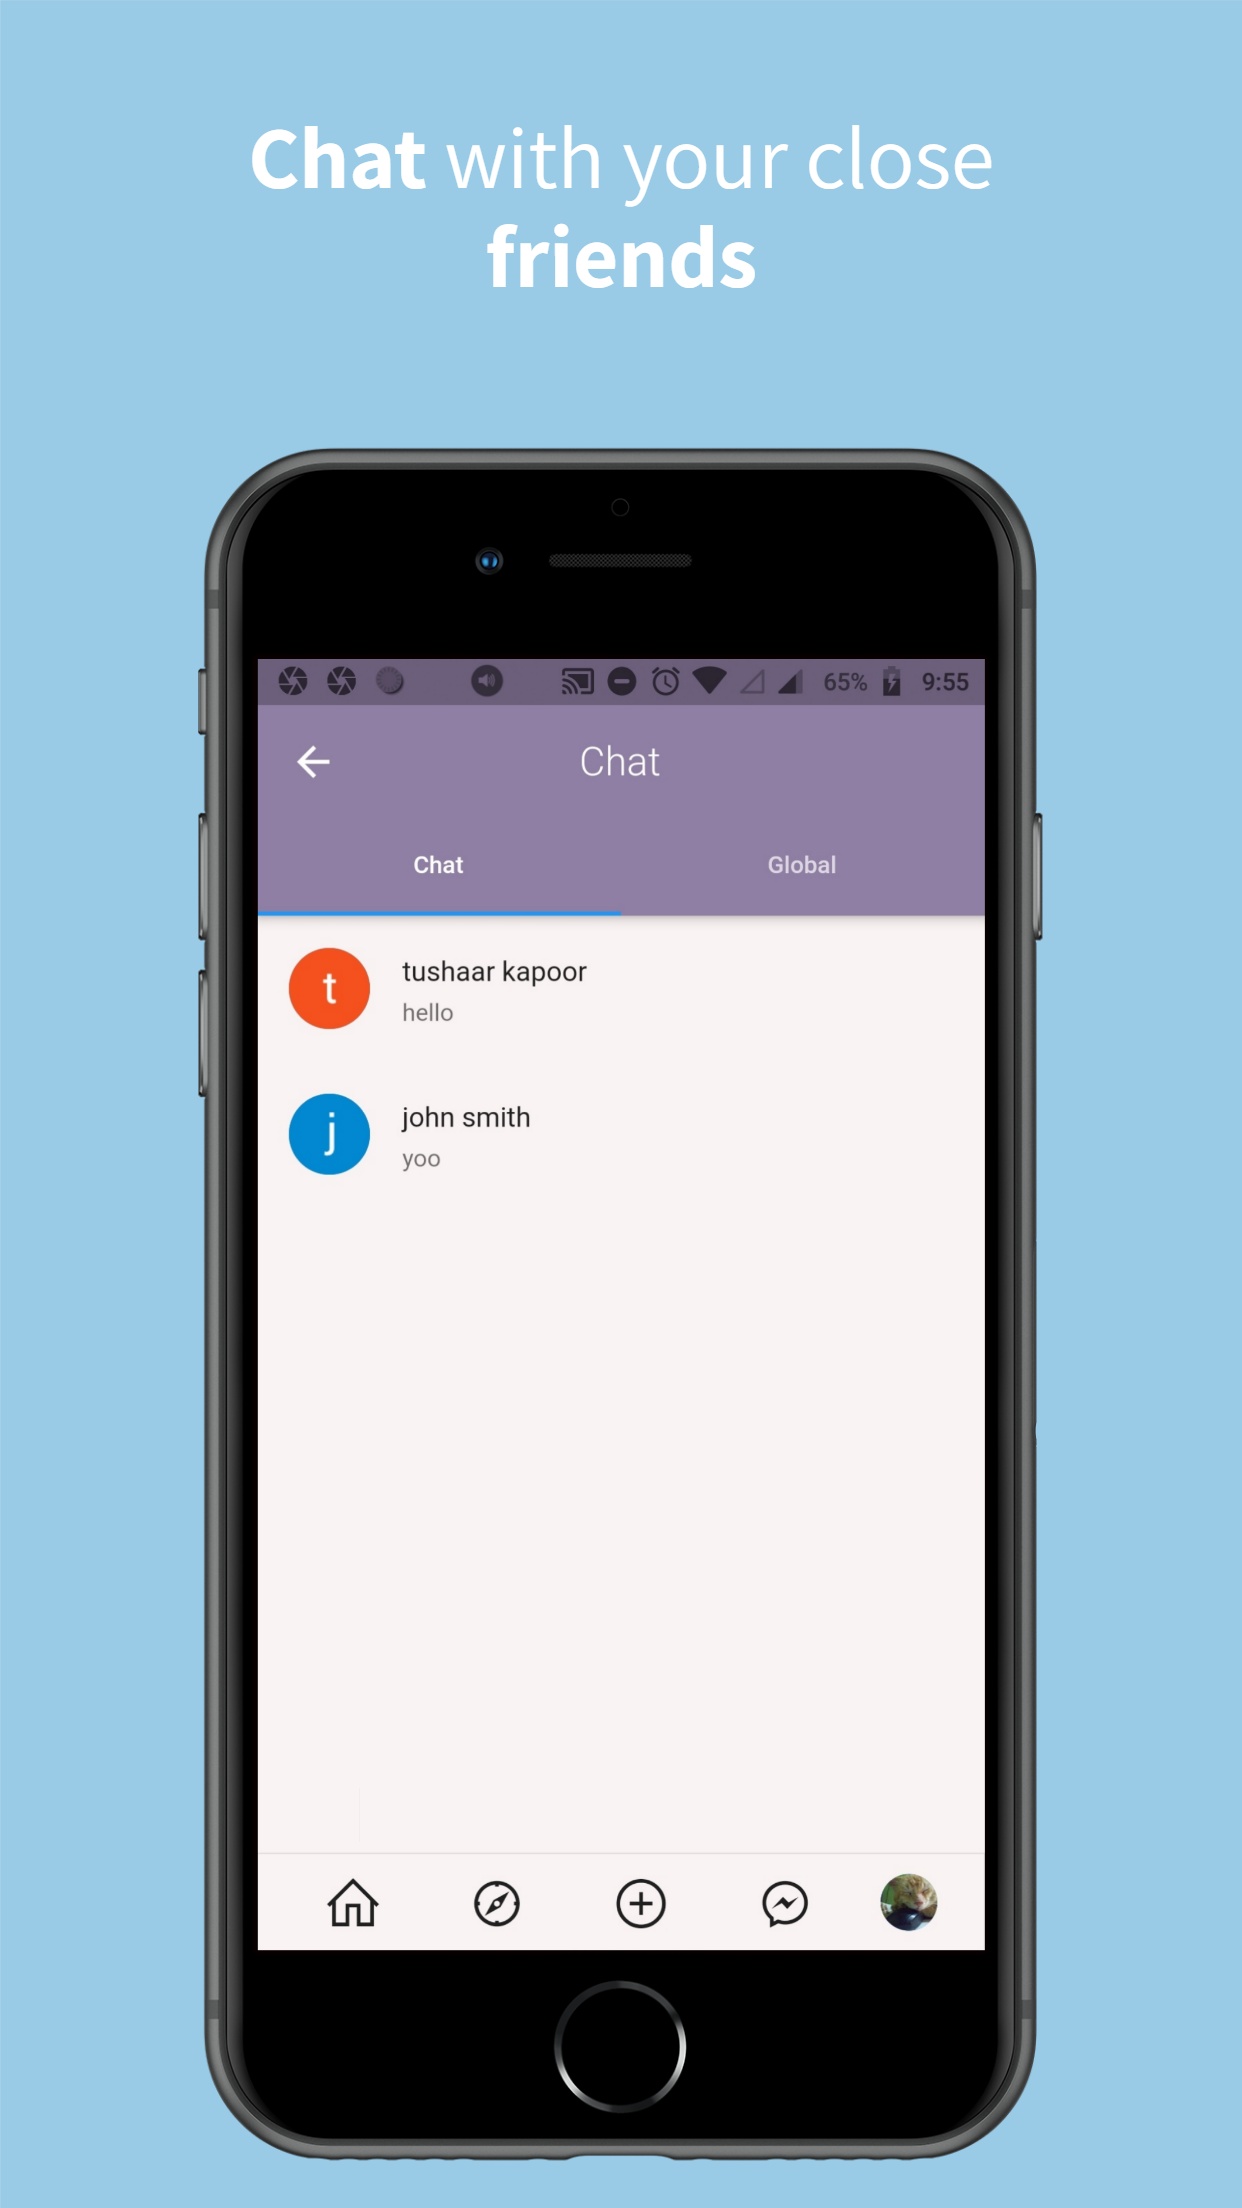 Chat with your close
friends
65% 9:55
Chat
Chat Global
t
tushaar kapoor
hello
j
john smith
yoo